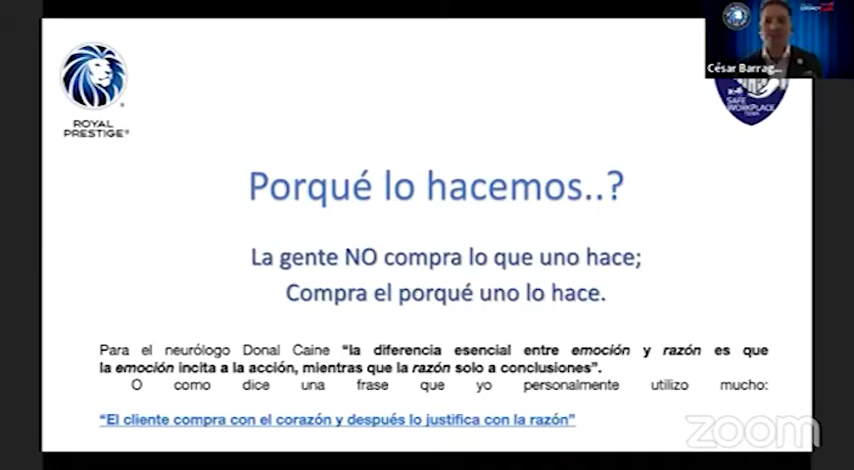 ROYAL
PRESTIGE®
César Barrag...
SAFE
WORKPLACE
Porqué lo hacemos..?
La gente NO compra lo que uno hace;
Compra el porqué uno lo hace.
Para el neurólogo Donal Caine “la diferencia esencial entre emoción y razón es que
la emoción incita a la acción, mientras que la razón solo a conclusiones”.
O como dice una frase que yo personalmente utilizo mucho:
“El cliente compra con el corazón y después lo justifica con la razón”
zoom